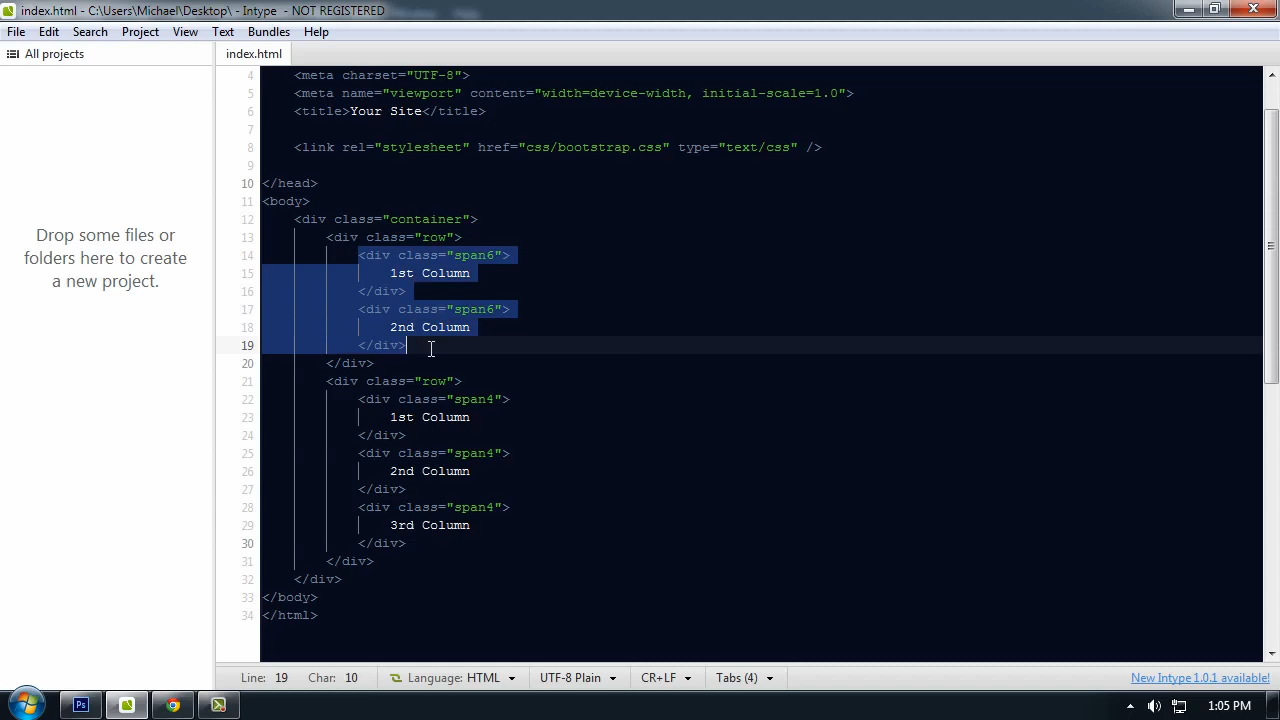 index.html - C:\Users\Michael\Desktop\ - Intype - NOT REGISTERED
File Edit Search Project View Text Bundles Help
All projects
index.html
Drop some files or
folders here to create
a new project.
4 <meta charset="UTF-8">
5 <meta name="viewport" content="width=device-width, initial-scale=1.0">
6 <title>Your Site</title>
7
8 <link rel="stylesheet" href="css/bootstrap.css" type="text/css" />
9
10 </head>
11 <body>
12 <div class="container">
13 <div class="row">
14 <div class="span6">
15 1st Column
16 </div>
17 <div class="span6">
18 2nd Column
19 </div>
20 </div>
21 <div class="row">
22 <div class="span4">
23 1st Column
24 </div>
25 <div class="span4">
26 2nd Column
27 </div>
28 <div class="span4">
29 3rd Column
30 </div>
31 </div>
32 </div>
33 </body>
34 </html>
Line: 19 Char: 10 Language: HTML UTF-8 Plain CR+LF Tabs (4) New Intype 1.0.1 available!
Ps 1:05 PM